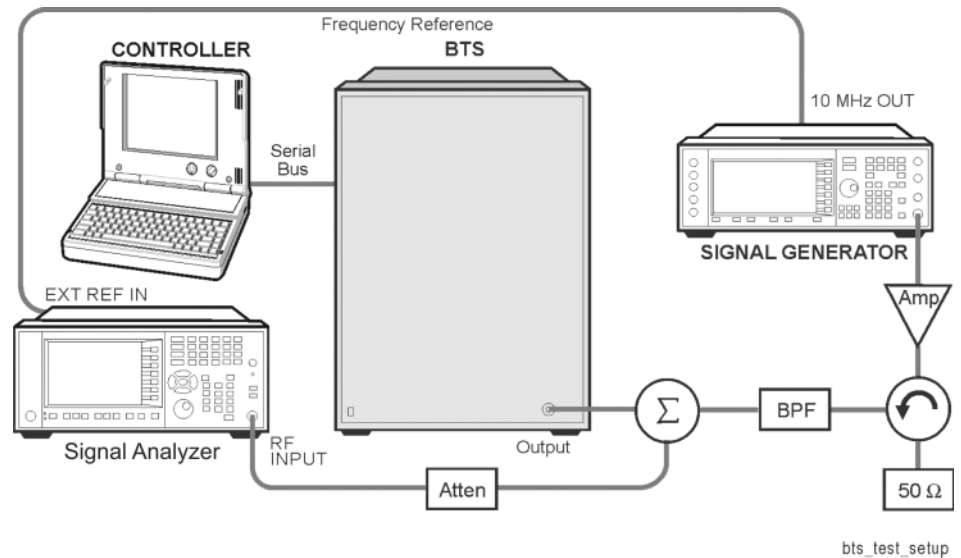 Frequency Reference
CONTROLLER
BTS
10 MHz OUT
Serial
Bus
SIGNAL GENERATOR
EXT REF IN
Amp
Σ
BPF
Signal Analyzer
RF
INPUT
Output
Atten
50 Ω
bts_test_setup